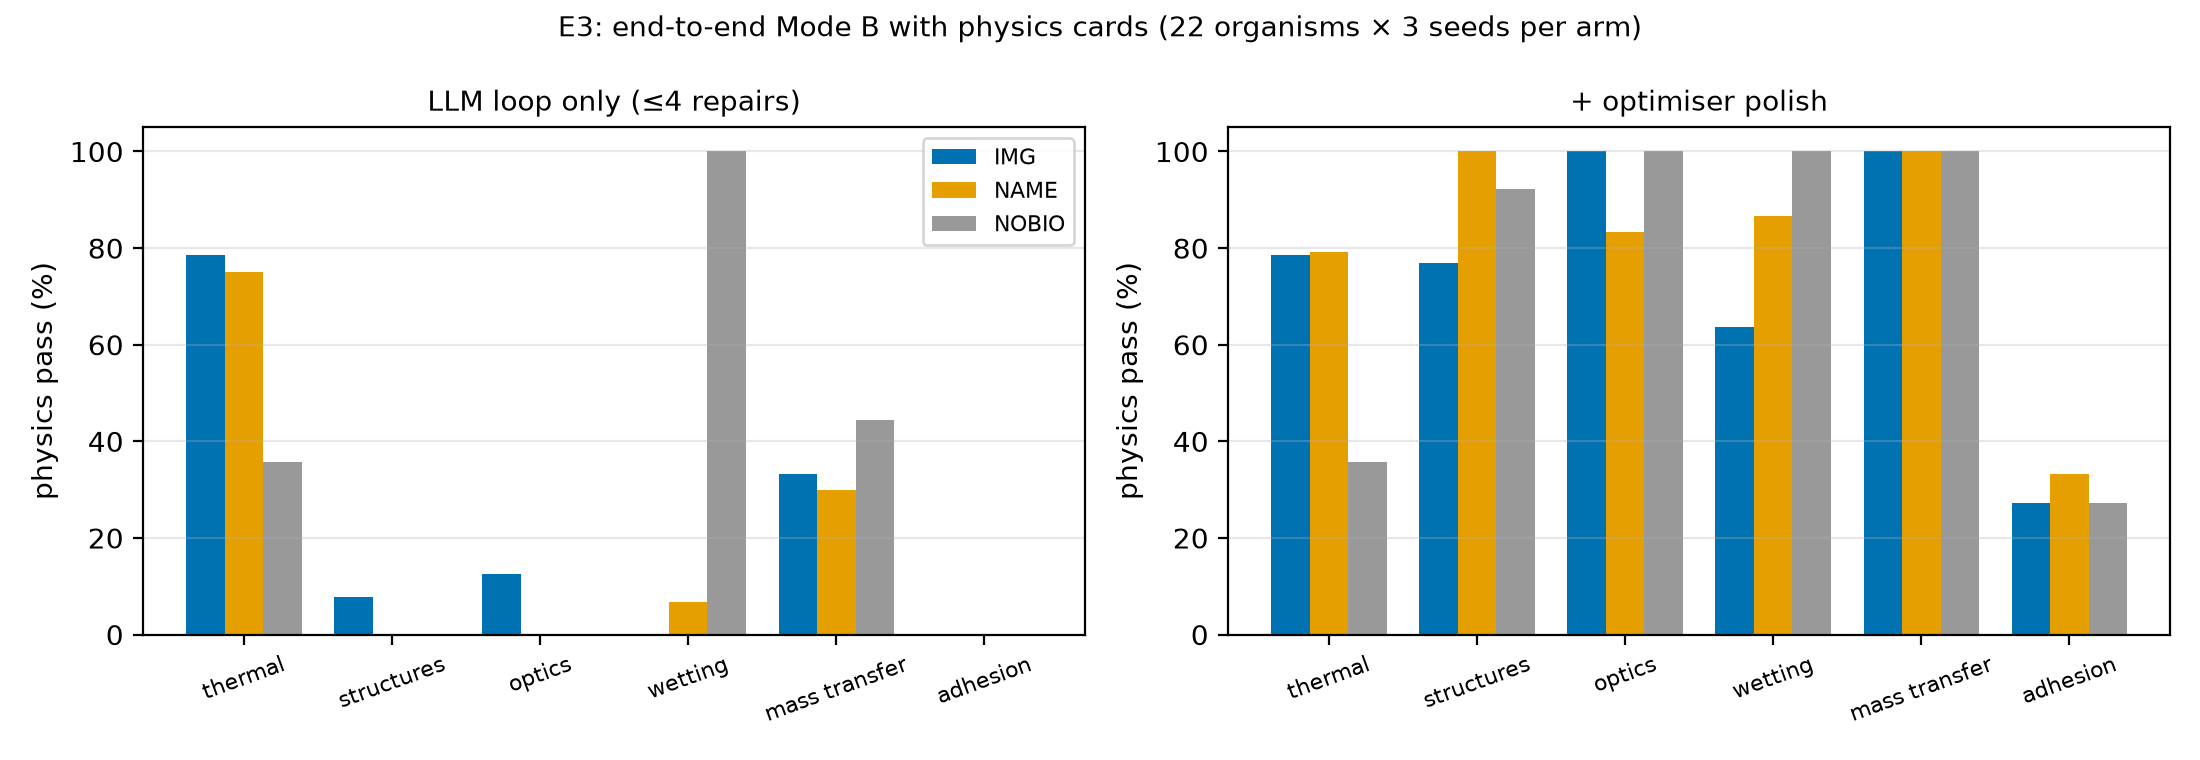 E3: end-to-end Mode B with physics cards (22 organisms × 3 seeds per arm)
LLM loop only (≤4 repairs)
physics pass (%)
100
80
60
40
20
0
IMG
NAME
NOBIO
thermal
structures
optics
wetting
mass transfer
adhesion
+ optimiser polish
physics pass (%)
100
80
60
40
20
0
thermal
structures
optics
wetting
mass transfer
adhesion